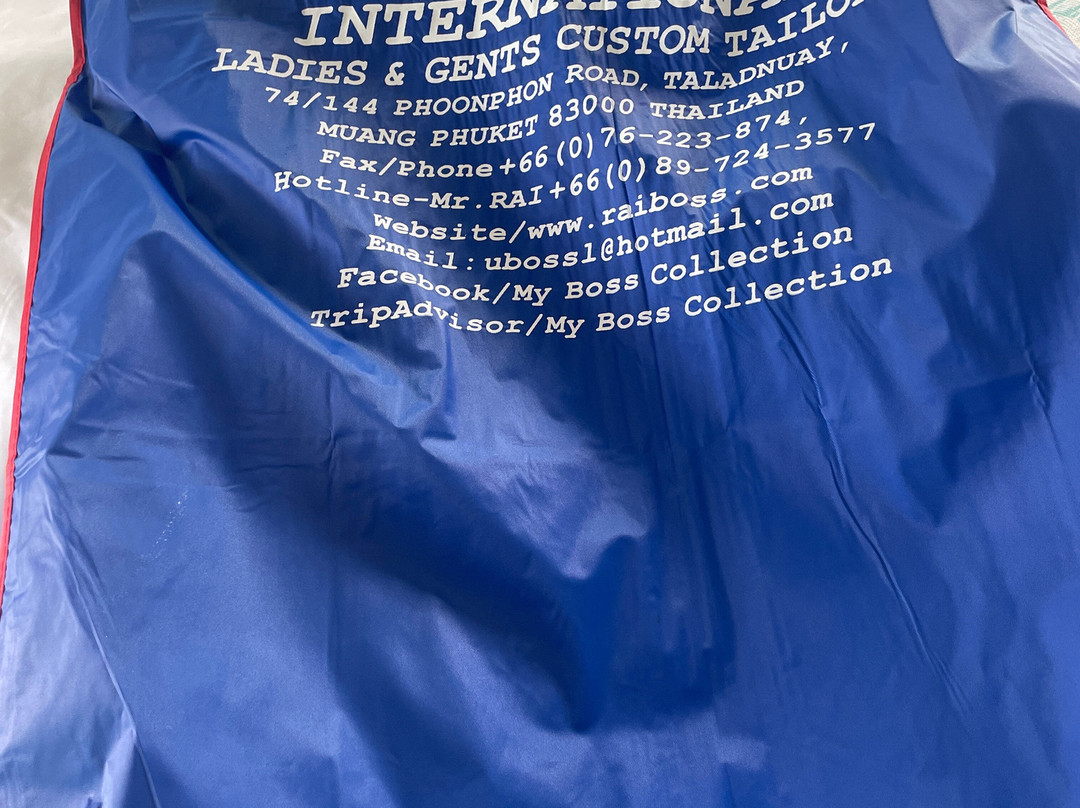 INTERNATIONAL
LADIES & GENTS CUSTOM TAILOR
74/144 PHOONPHON ROAD, TALADNUAY,
MUANG PHUKET 83000 THAILAND
Fax/Phone+66(0)76-223-874,
Hotline-Mr.RAI+66(0)89-724-3577
Website/www.raiboss.com
Email:uboss1@hotmail.com
Facebook/My Boss Collection
TripAdvisor/My Boss Collection